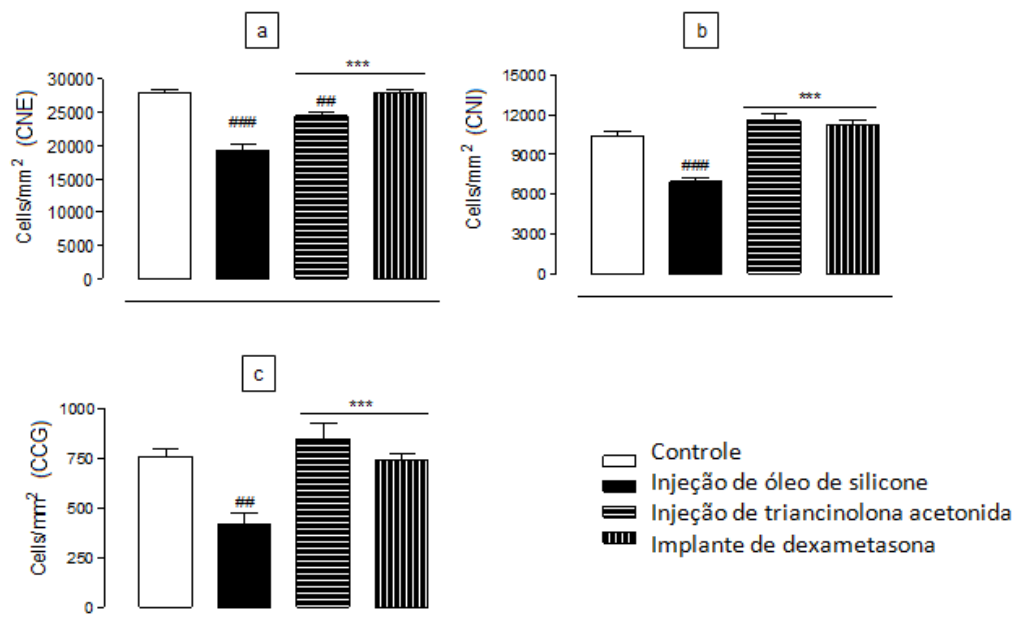 a
Cells/mm² (CNE)
30000
25000
20000
15000
10000
5000
0
###
##
***
b
Cells/mm² (CNI)
15000
12000
9000
6000
3000
0
###
***
c
Cells/mm² (CCG)
1000
750
500
250
0
##
***
Controle
Injeção de óleo de silicone
Injeção de triancinolona acetonida
Implante de dexametasona